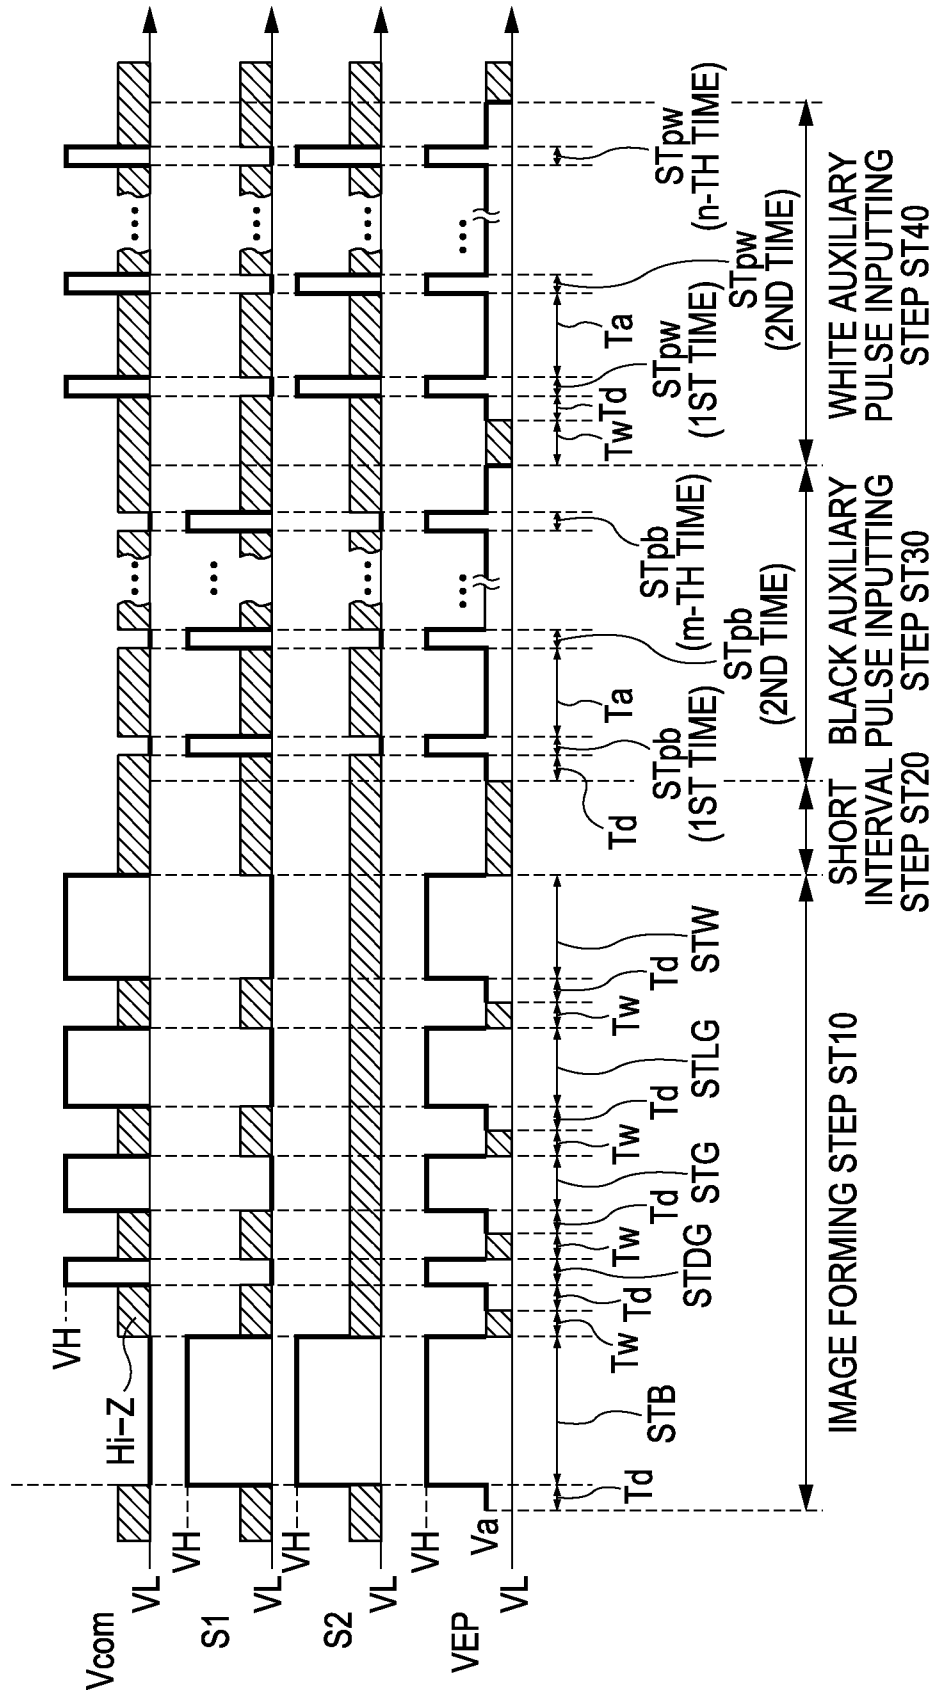 Vcom
VL
VH
Hi−Z
S1
VH
VL
S2
VH
VL
VEP
VH
Va
VL
Td
STB
Tw
Td
STDG
Tw
Td
STG
Tw
Td
STLG
Tw
Td
STW
Td
STpb
(1ST TIME)
Ta
STpb
(2ND TIME)
STpb
(m-TH TIME)
Tw
Td
STpw
(1ST TIME)
Ta
STpw
(2ND TIME)
STpw
(n-TH TIME)
IMAGE FORMING STEP ST10
SHORT
INTERVAL
STEP ST20
BLACK AUXILIARY
PULSE INPUTTING
STEP ST30
WHITE AUXILIARY
PULSE INPUTTING
STEP ST40